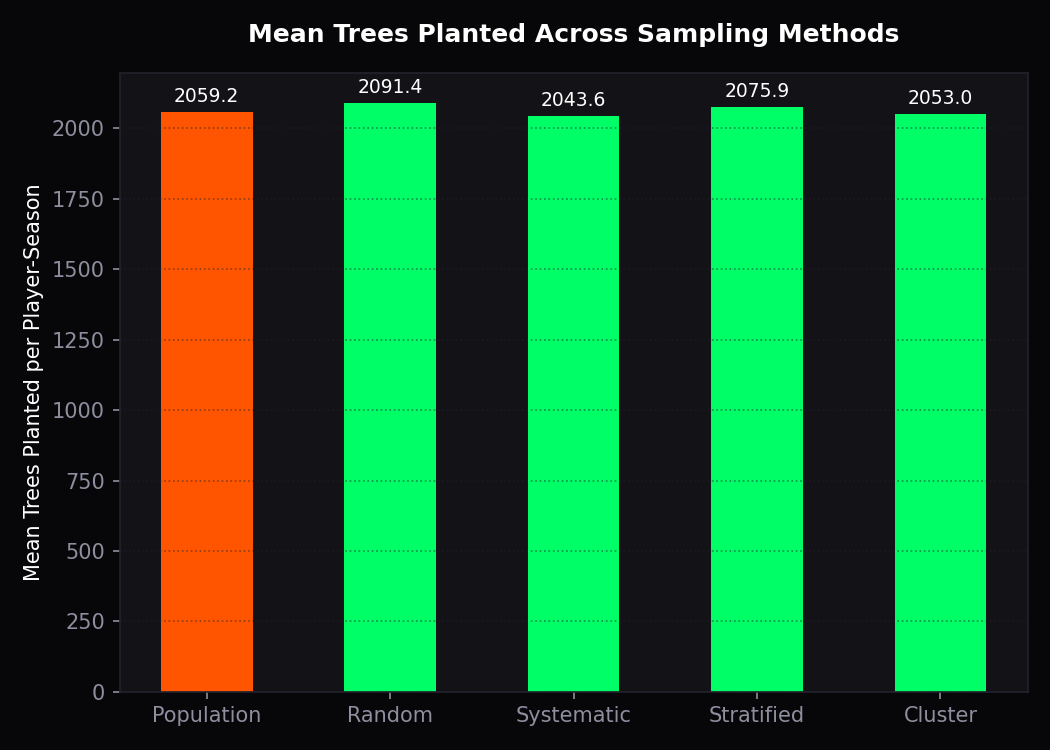 Mean Trees Planted Across Sampling Methods
Mean Trees Planted per Player-Season
2000
1750
1500
1250
1000
750
500
250
0
2059.2
2091.4
2043.6
2075.9
2053.0
Population
Random
Systematic
Stratified
Cluster